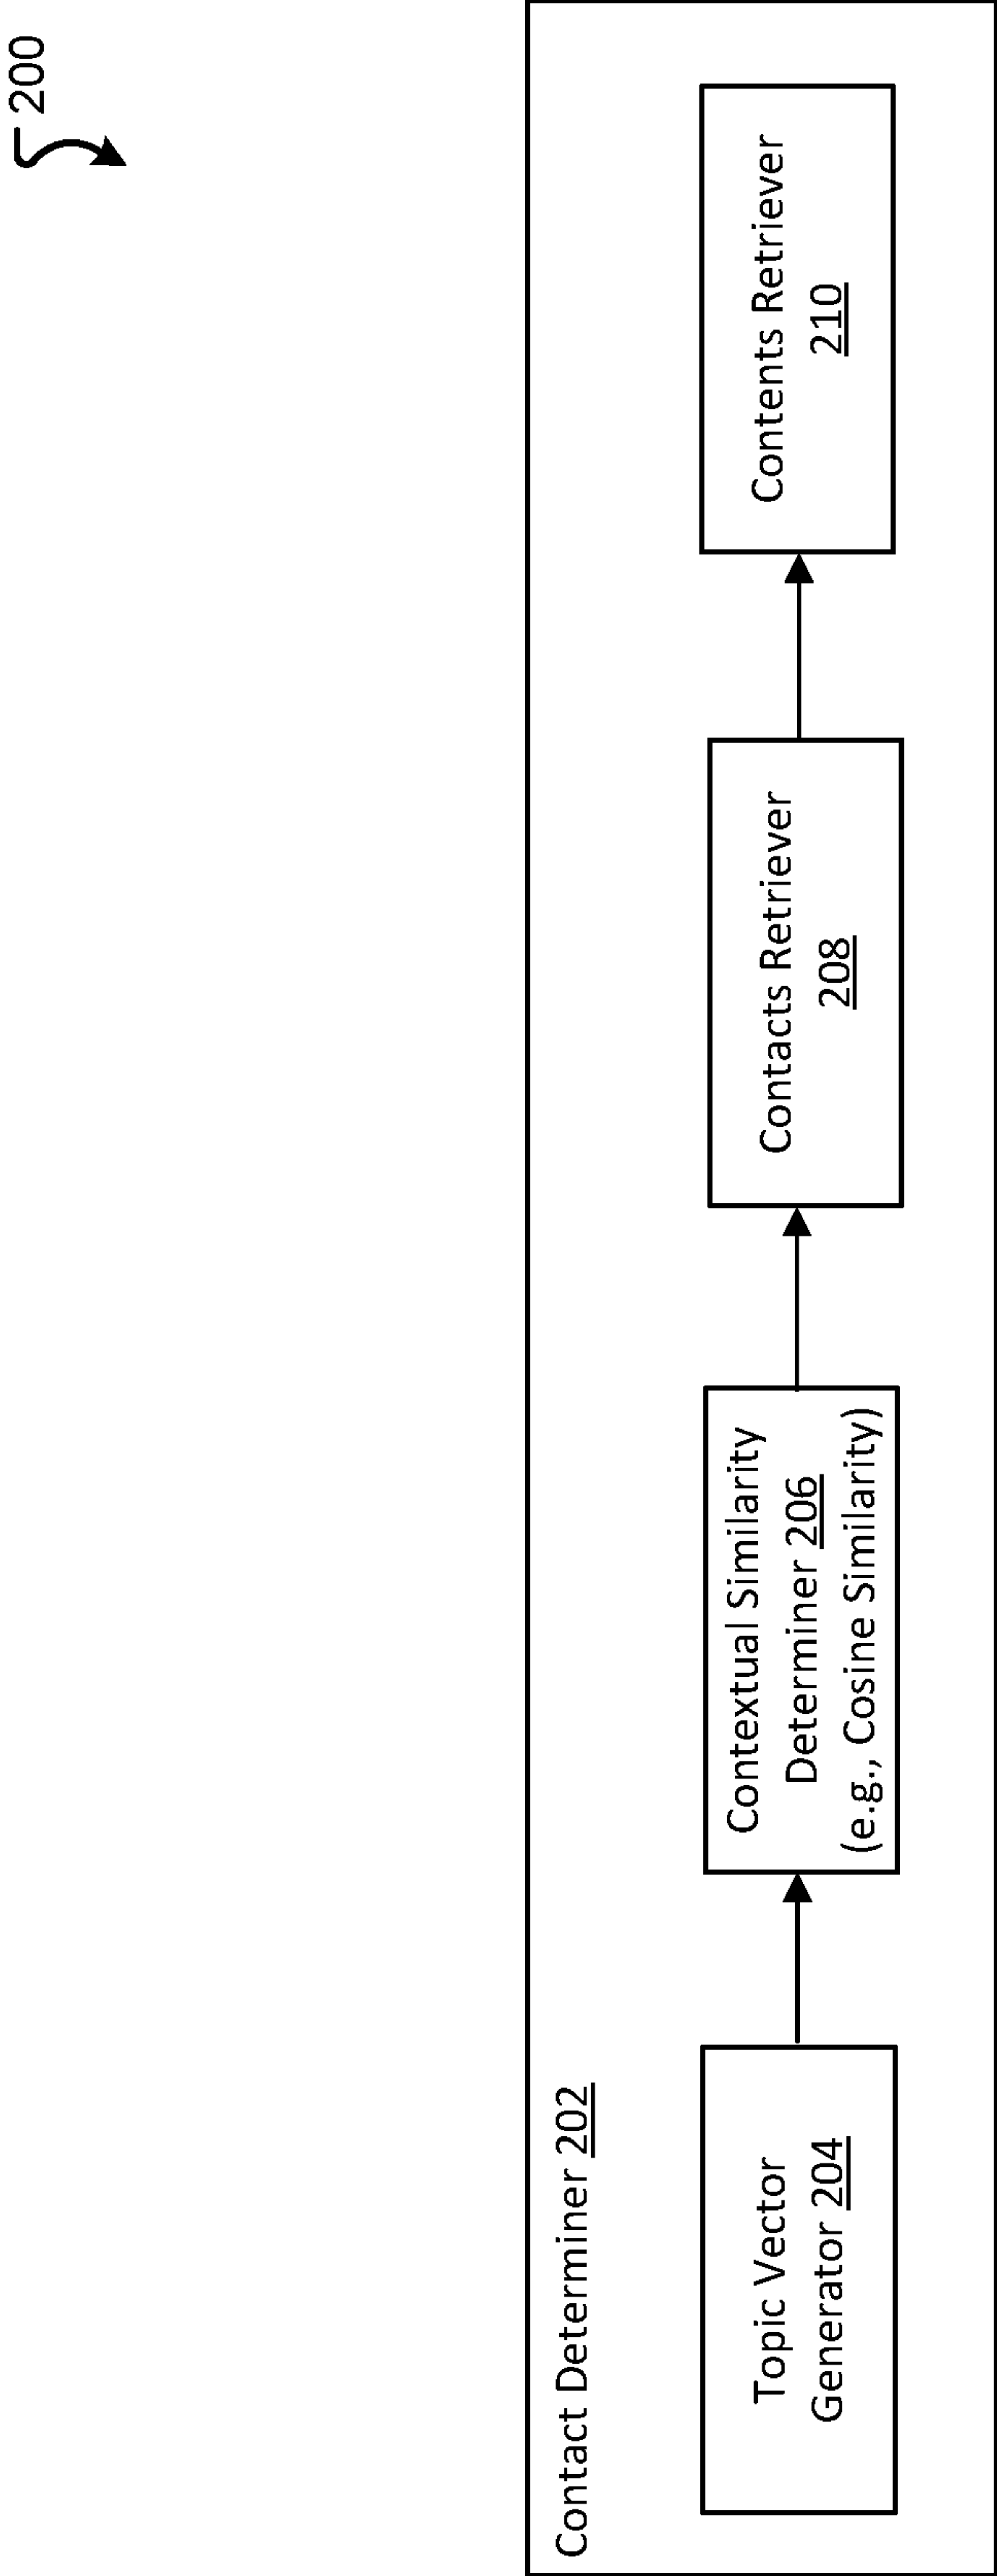 200
Contact Determiner 202
Topic Vector
Generator 204
Contextual Similarity
Determiner 206
(e.g., Cosine Similarity)
Contacts Retriever
208
Contents Retriever
210